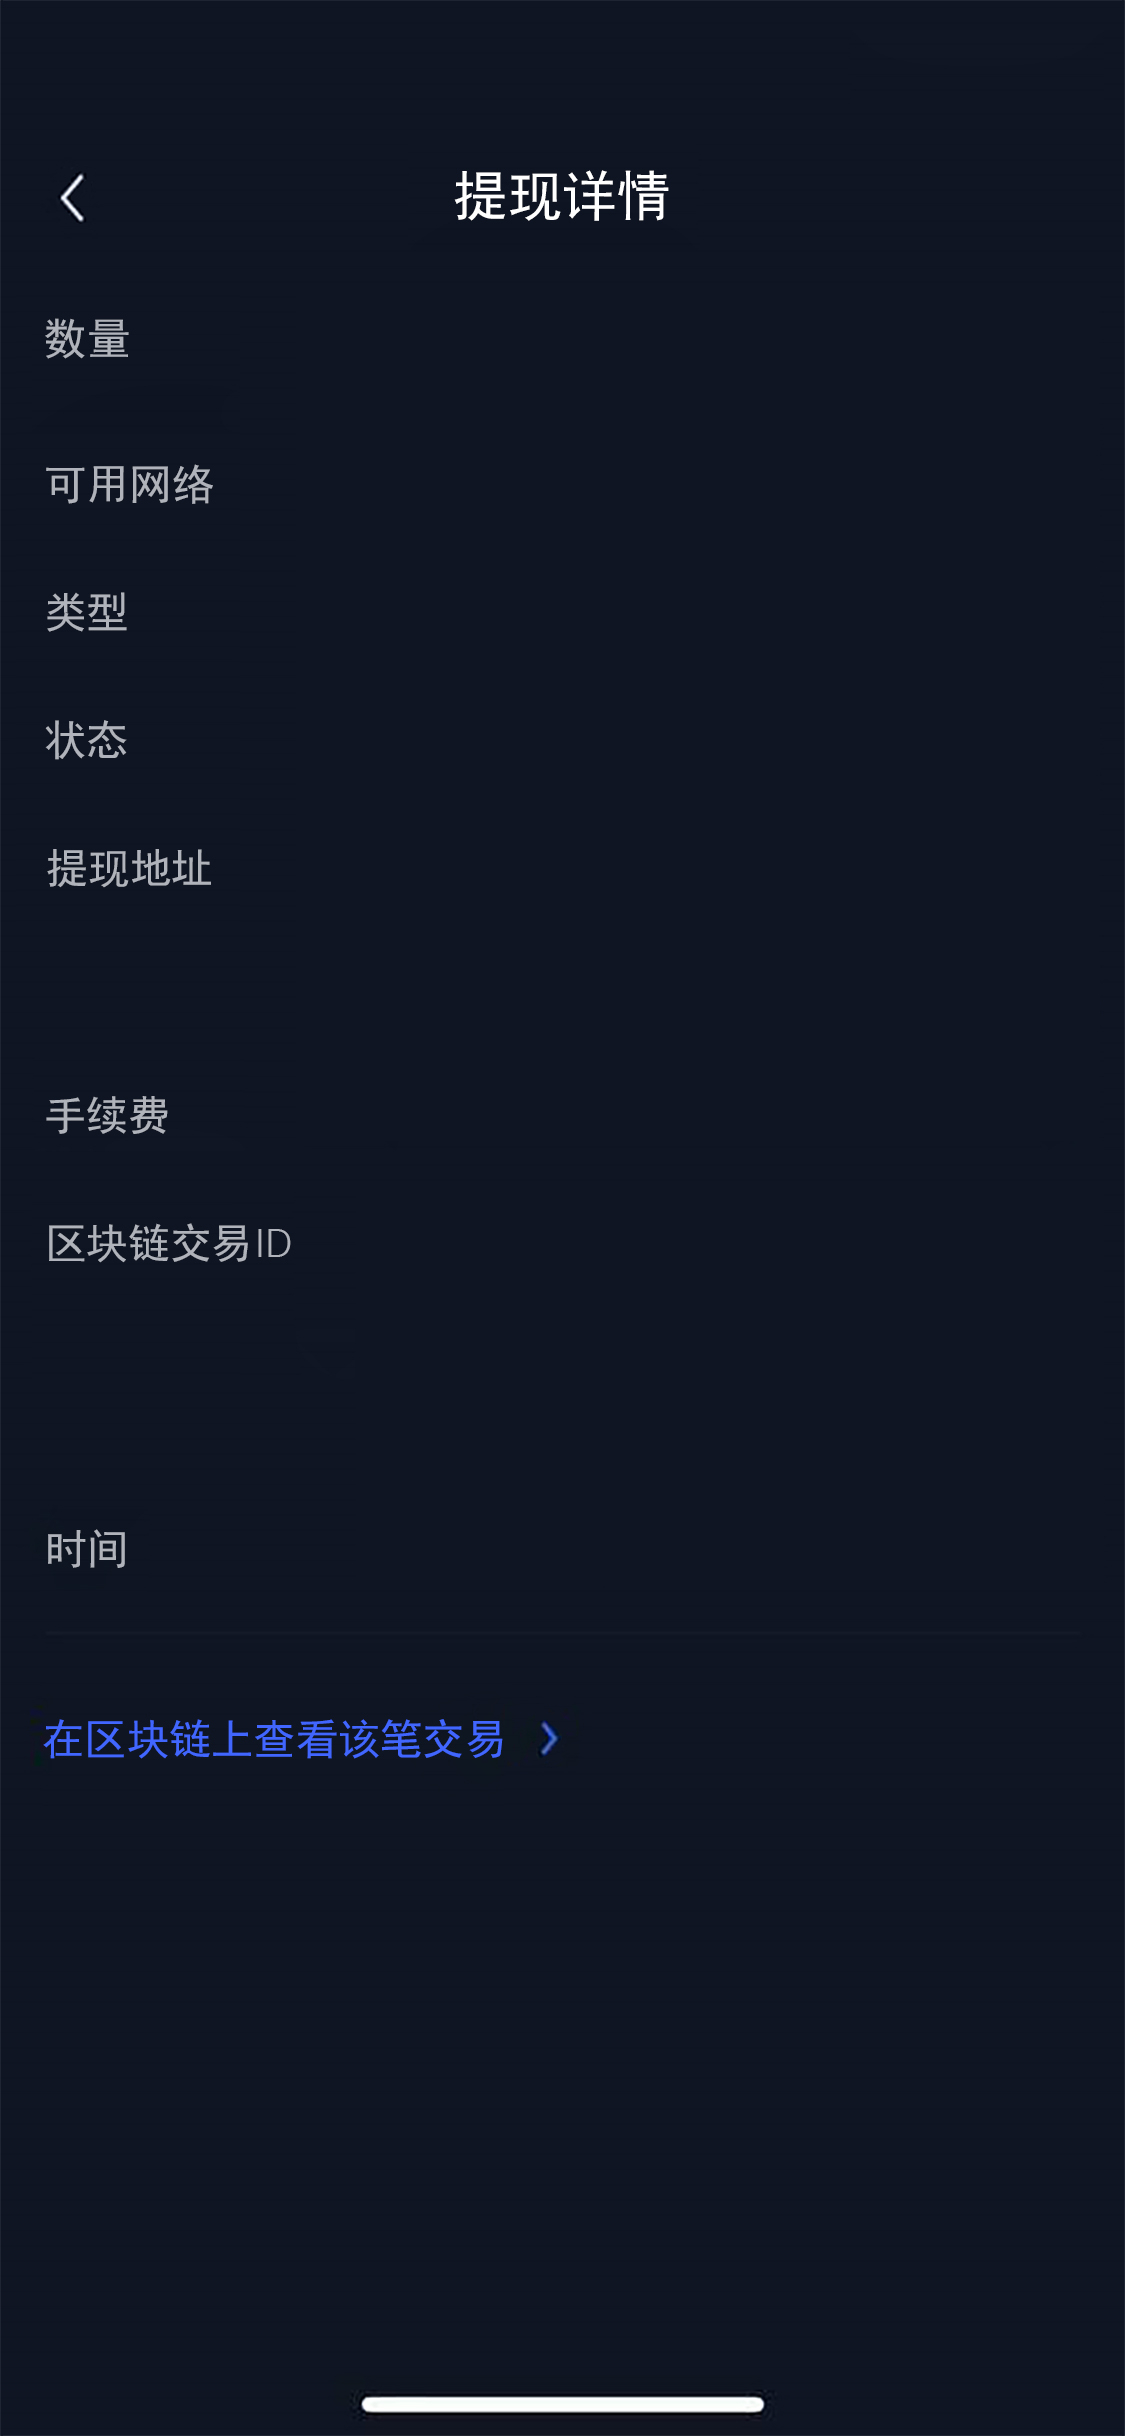 提现详情
数量
可用网络
类型
状态
提现地址
手续费
区块链交易ID
时间
在区块链上查看该笔交易